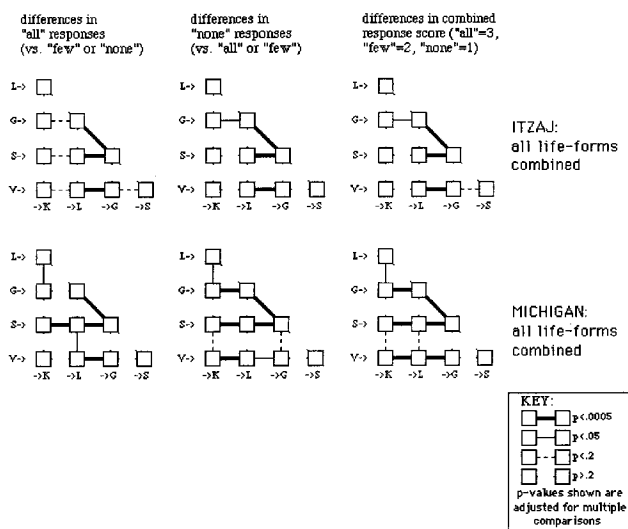 differences in
"all" responses
(vs. "few" or "none")
differences in
"none" responses
(vs. "all" or "few")
differences in combined
response score ("all"=3,
"few"=2, "none"=1)
L->
G->
S->
V->
->K ->L ->G ->S
L->
G->
S->
V->
->K ->L ->G ->S
L->
G->
S->
V->
->K ->L ->G ->S
ITZAJ:
all life-forms
combined
L->
G->
S->
V->
->K ->L ->G ->S
L->
G->
S->
V->
->K ->L ->G ->S
L->
G->
S->
V->
->K ->L ->G ->S
MICHIGAN:
all life-forms
combined
KEY:
p<.0005
p<.05
p<.2
p>.2
p-values shown are
adjusted for multiple
comparisons